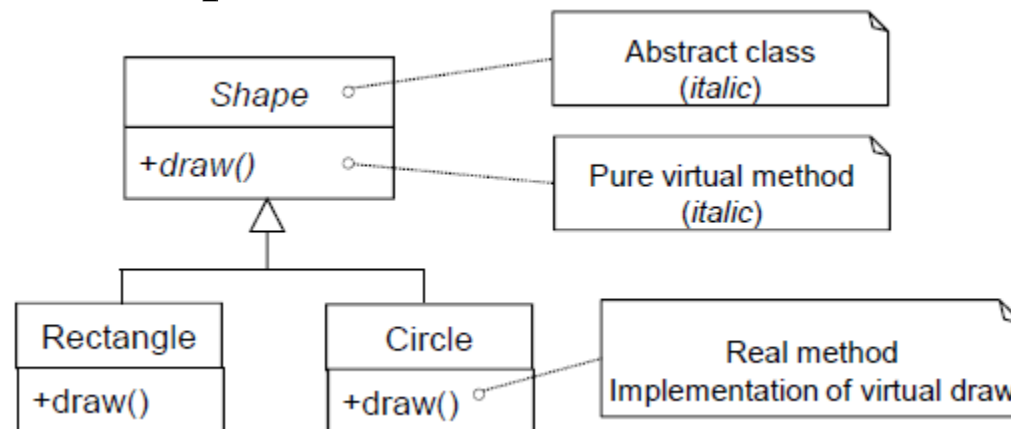 Shape
Abstract class
(italic)
+draw()
Pure virtual method
(italic)
Rectangle
+draw()
Circle
+draw()
Real method
Implementation of virtual draw